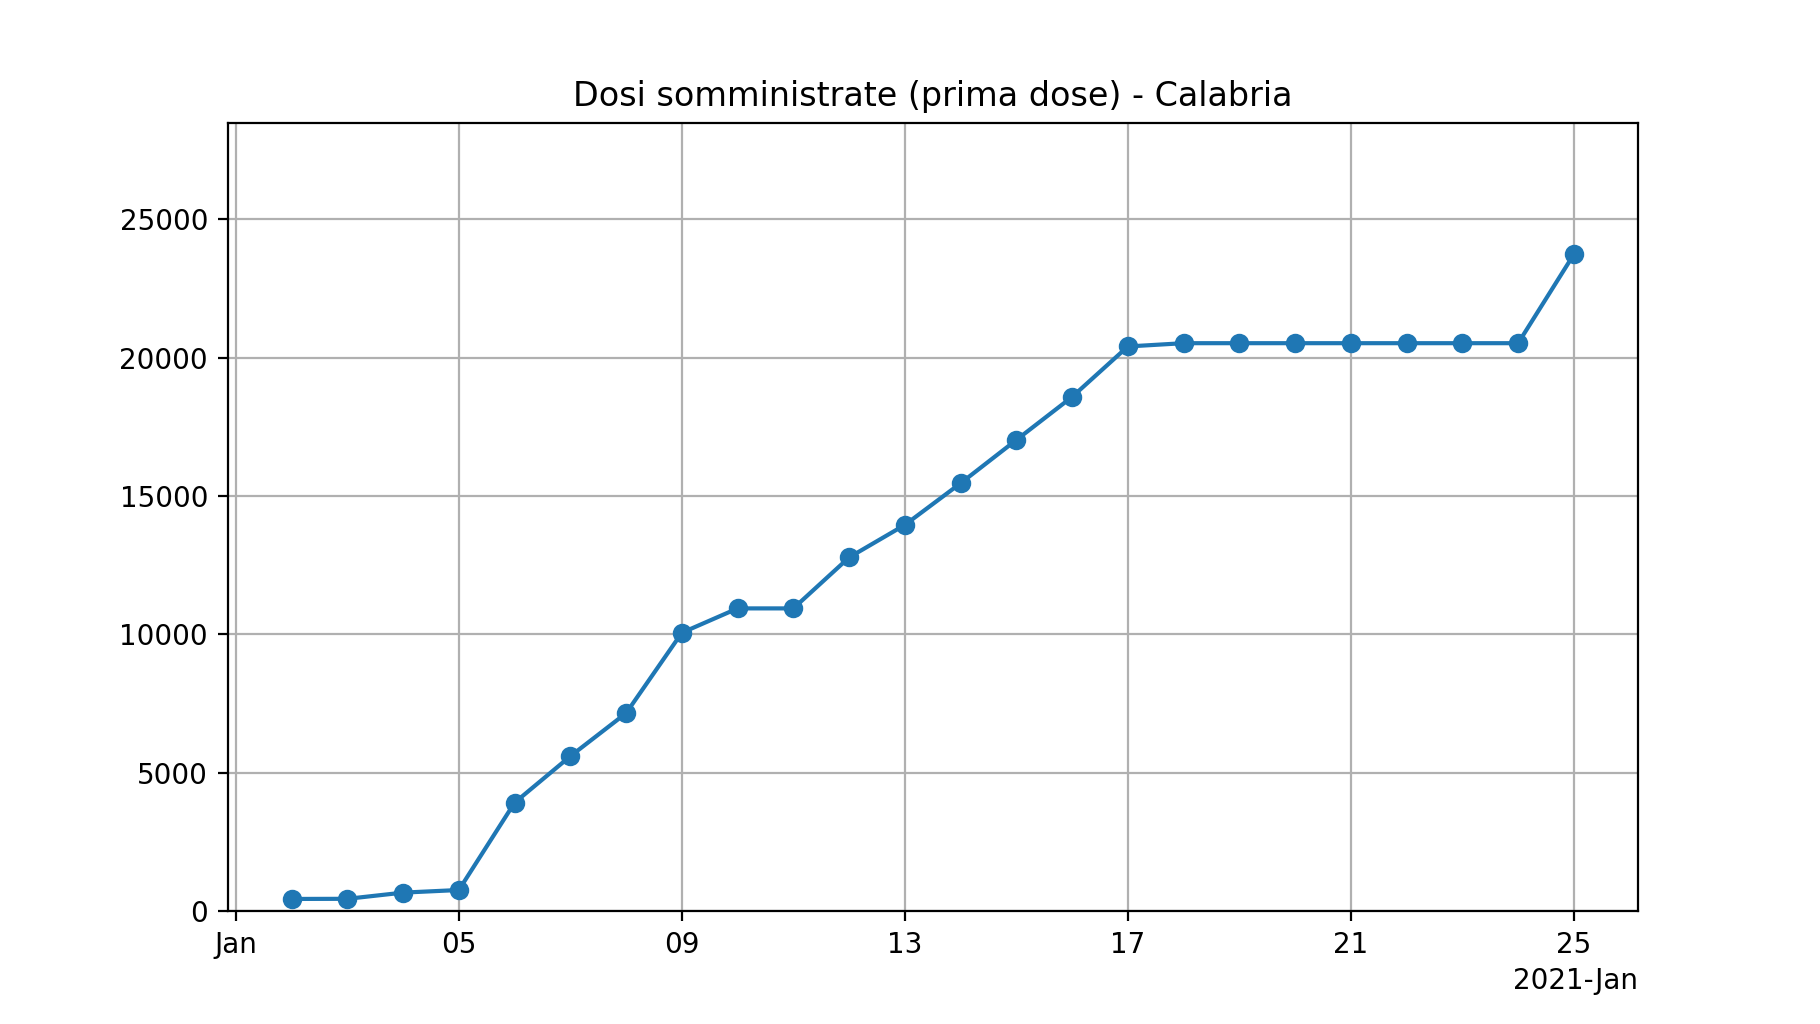 Dosi somministrate (prima dose) - Calabria
25000
20000
15000
10000
5000
0
Jan 05 09 13 17 21 25
2021-Jan